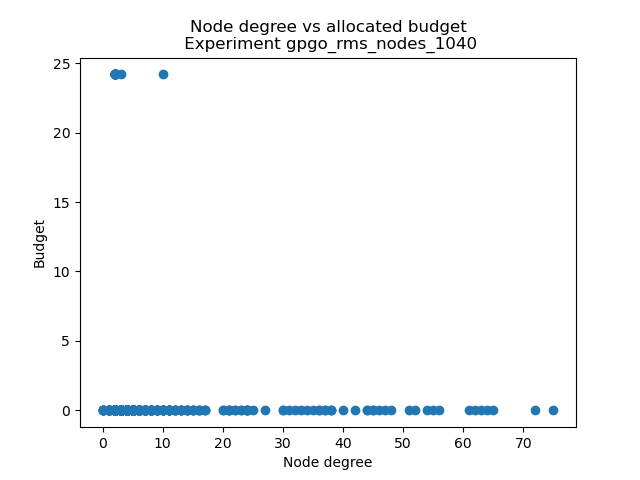 Node degree vs allocated budget
Experiment gpgo_rms_nodes_1040
25
20
15
10
5
0
Budget
0 10 20 30 40 50 60 70
Node degree